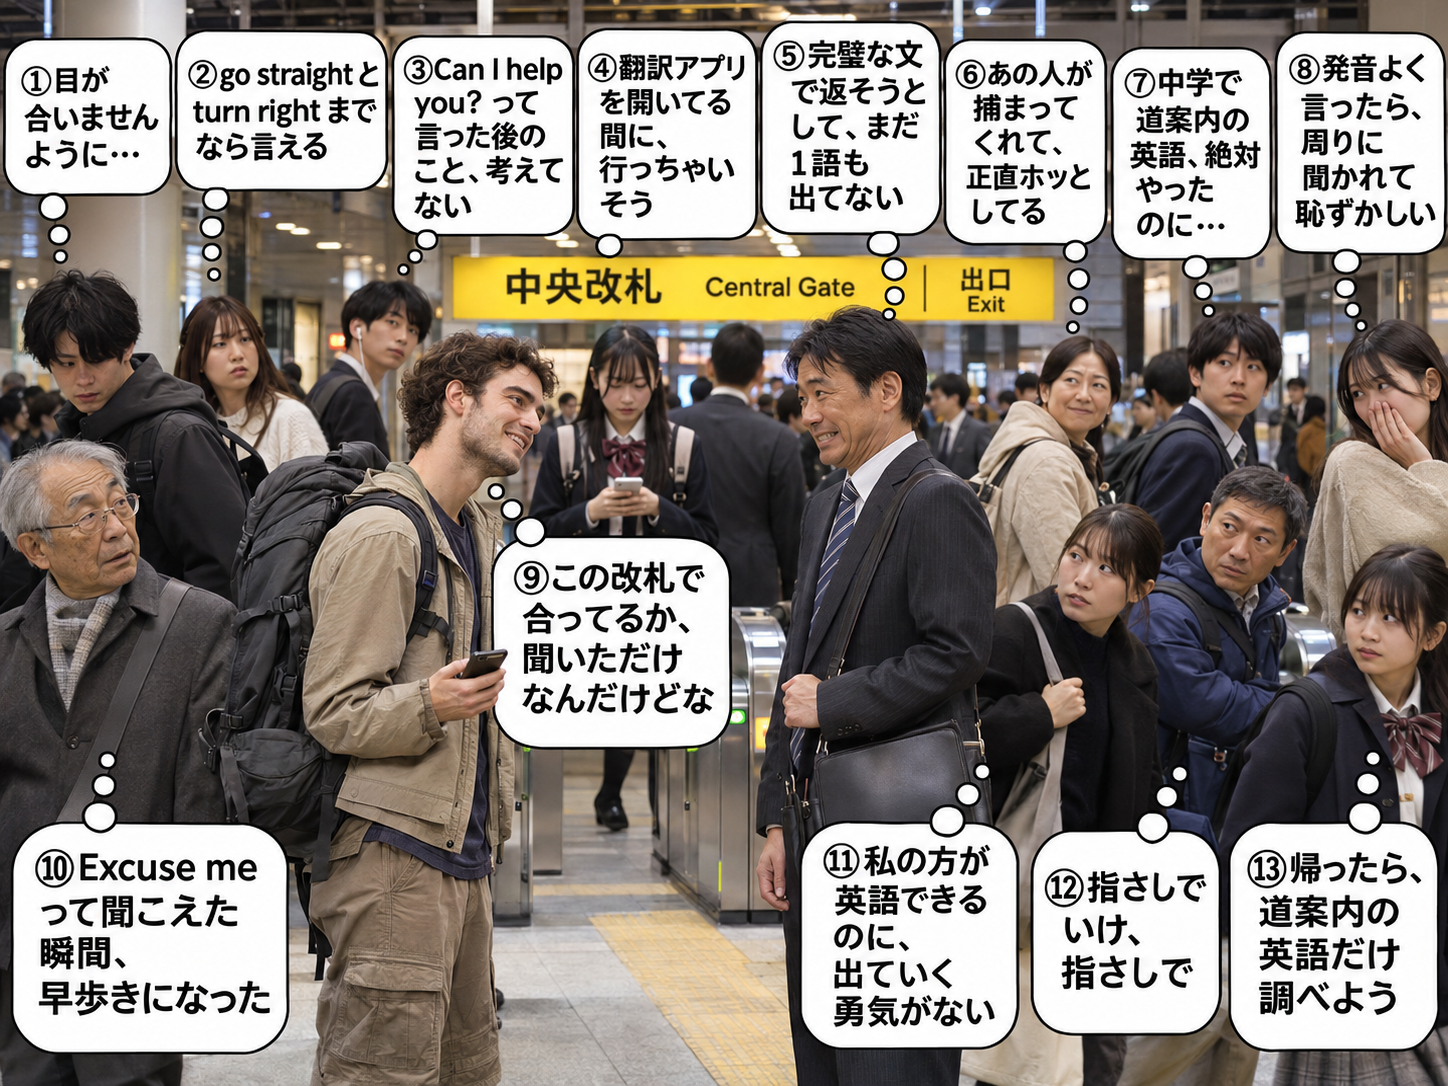 ①目が
合いません
ように…
②go straightと
turn rightまで
なら言える
③Can I help
you? って
言った後の
こと、考えて
ない
④翻訳アプリ
を開いてる
間に、
行っちゃい
そう
⑤完璧な文
で返そうと
して、まだ
1語も
出てない
⑥あの人が
捕まって
くれて、
正直ホッと
してる
⑦中学で
道案内の
英語、絶対
やった
のに…
⑧発音よく
言ったら、
周りに
聞かれて
恥ずかしい
中央改札 Central Gate 出口
Exit
⑨この改札で
合ってるか、
聞いただけ
なんだけどな
⑩Excuse me
って聞こえた
瞬間、
早歩きになった
⑪私の方が
英語できる
のに、
出ていく
勇気がない
⑫指さしで
いけ、
指さしで
⑬帰ったら、
道案内の
英語だけ
調べよう